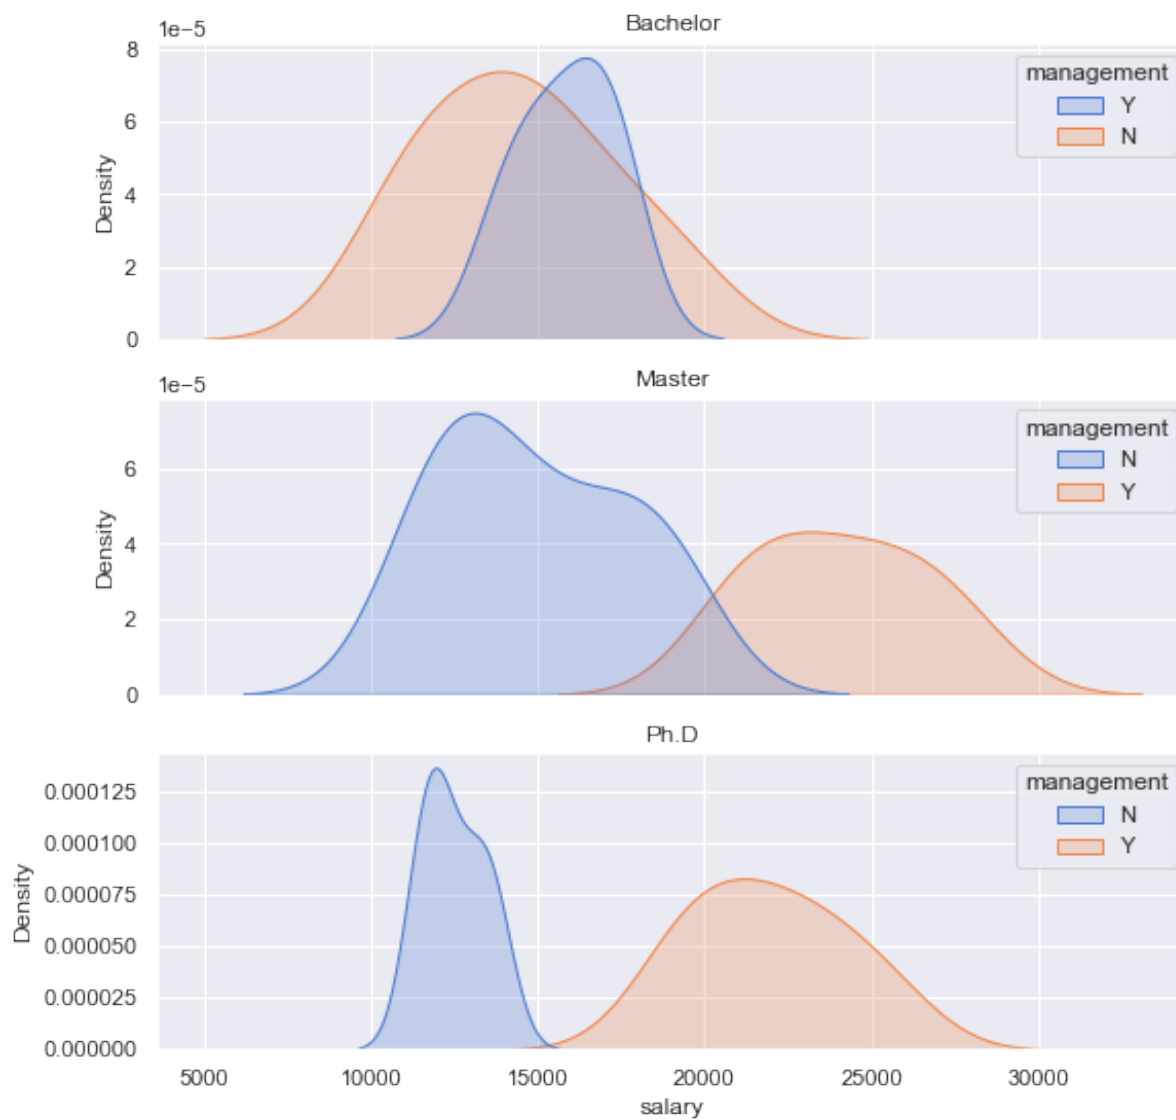 Bachelor
1e−5
8
6
4
2
0
Density
management
Y
N
Master
1e−5
6
4
2
0
Density
management
N
Y
Ph.D
0.000125
0.000100
0.000075
0.000050
0.000025
0.000000
Density
management
N
Y
5000 10000 15000 20000 25000 30000
salary